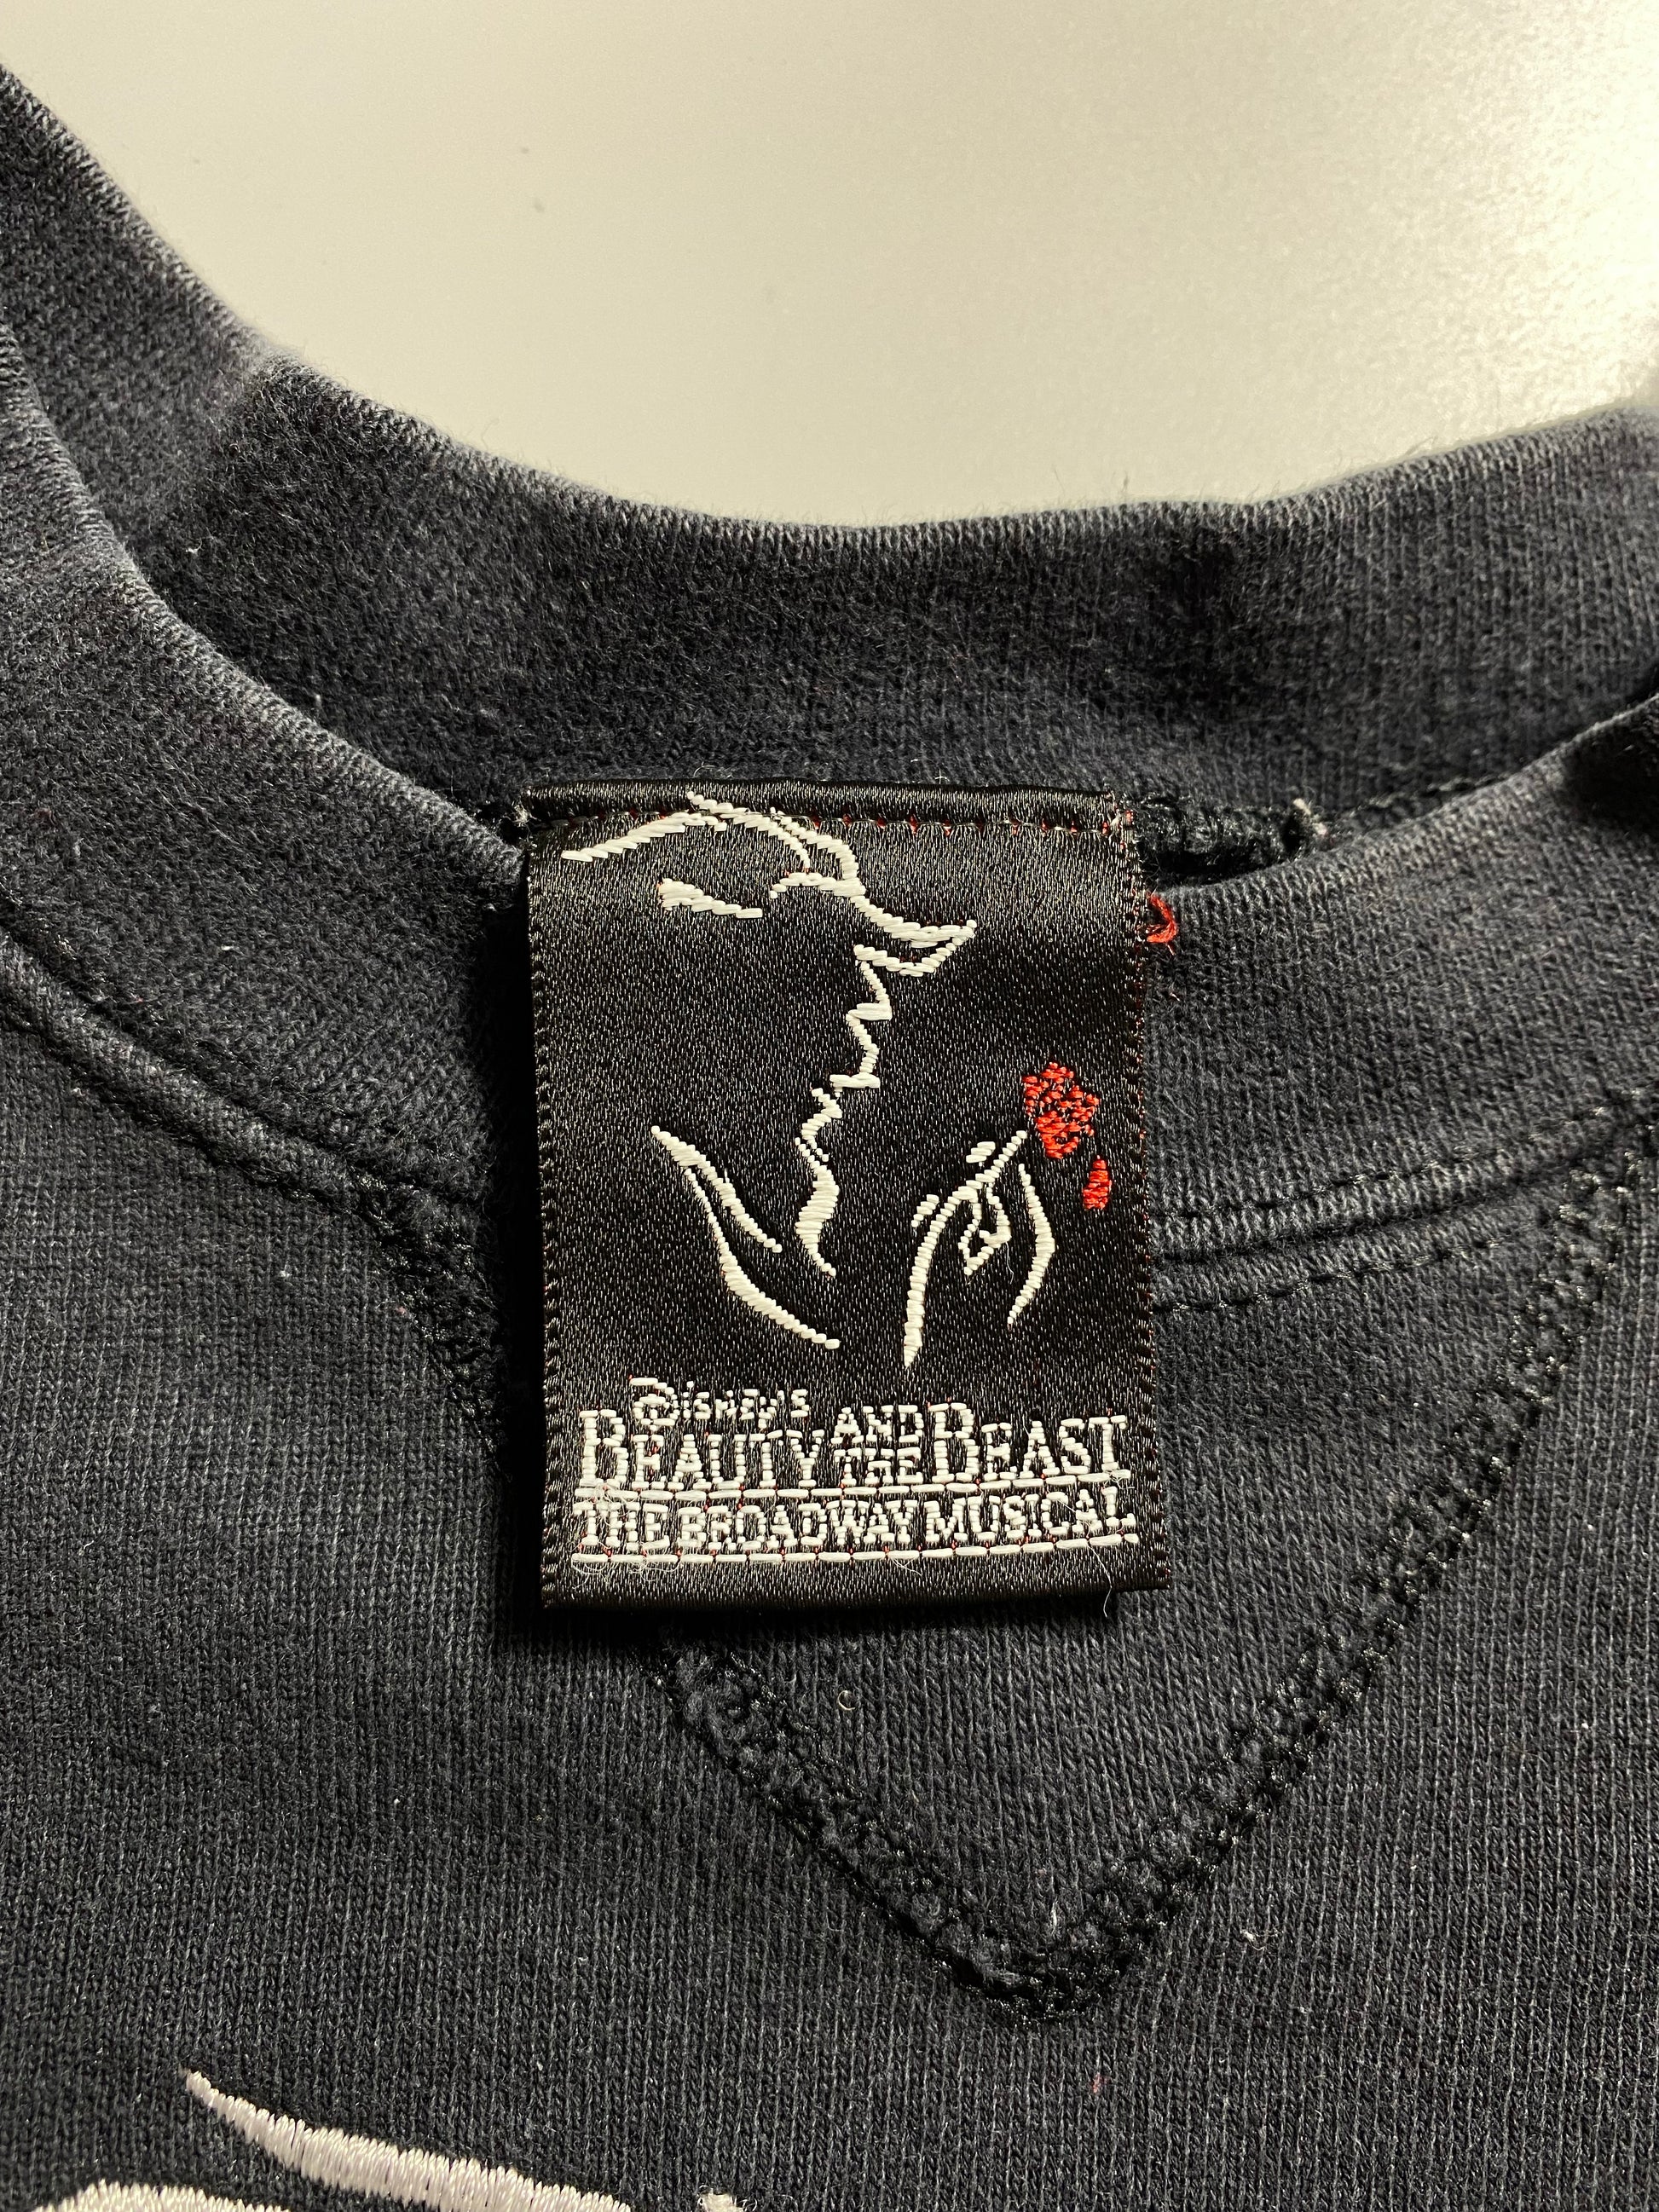 Disney's
BEAUTY AND THE BEAST
THE BROADWAY MUSICAL